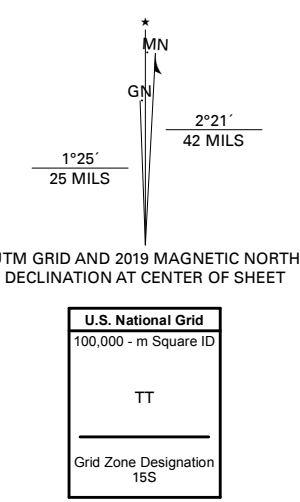 ★
MN
GN
2°21´
42 MILS
1°25´
25 MILS
UTM GRID AND 2019 MAGNETIC NORTH
DECLINATION AT CENTER OF SHEET
U.S. National Grid
100,000 - m Square ID
TT
Grid Zone Designation
15S